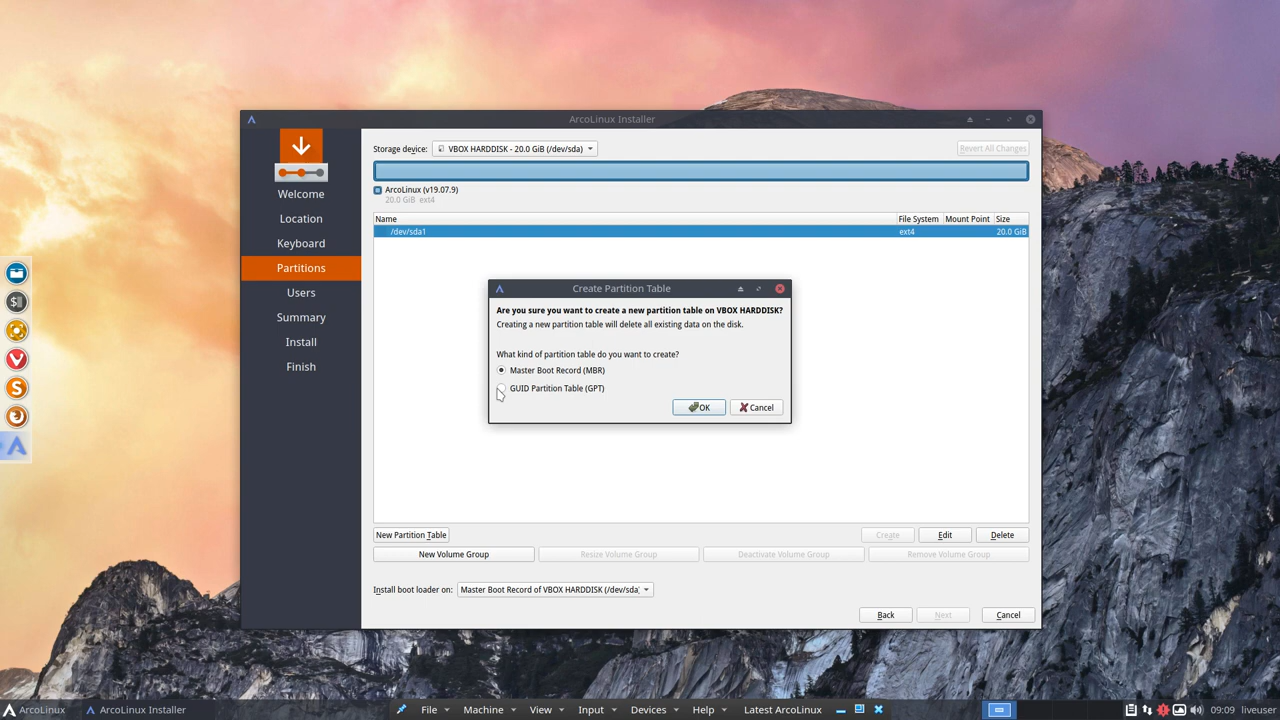 ArcoLinux Installer
Storage device: VBOX HARDDISK - 20.0 GiB (/dev/sda)
Revert All Changes
ArcoLinux (v19.07.9)
20.0 GiB ext4
Welcome
Location
Keyboard
Partitions
Users
Summary
Install
Finish
Name File System Mount Point Size
/dev/sda1 ext4 20.0 GiB
Create Partition Table
Are you sure you want to create a new partition table on VBOX HARDDISK?
Creating a new partition table will delete all existing data on the disk.
What kind of partition table do you want to create?
Master Boot Record (MBR)
GUID Partition Table (GPT)
OK Cancel
New Partition Table Create Edit Delete
New Volume Group Resize Volume Group Deactivate Volume Group Remove Volume Group
Install boot loader on: Master Boot Record of VBOX HARDDISK (/dev/sda)
Back Next Cancel
ArcoLinux ArcoLinux Installer File Machine View Input Devices Help Latest ArcoLinux 09:09 liveuser